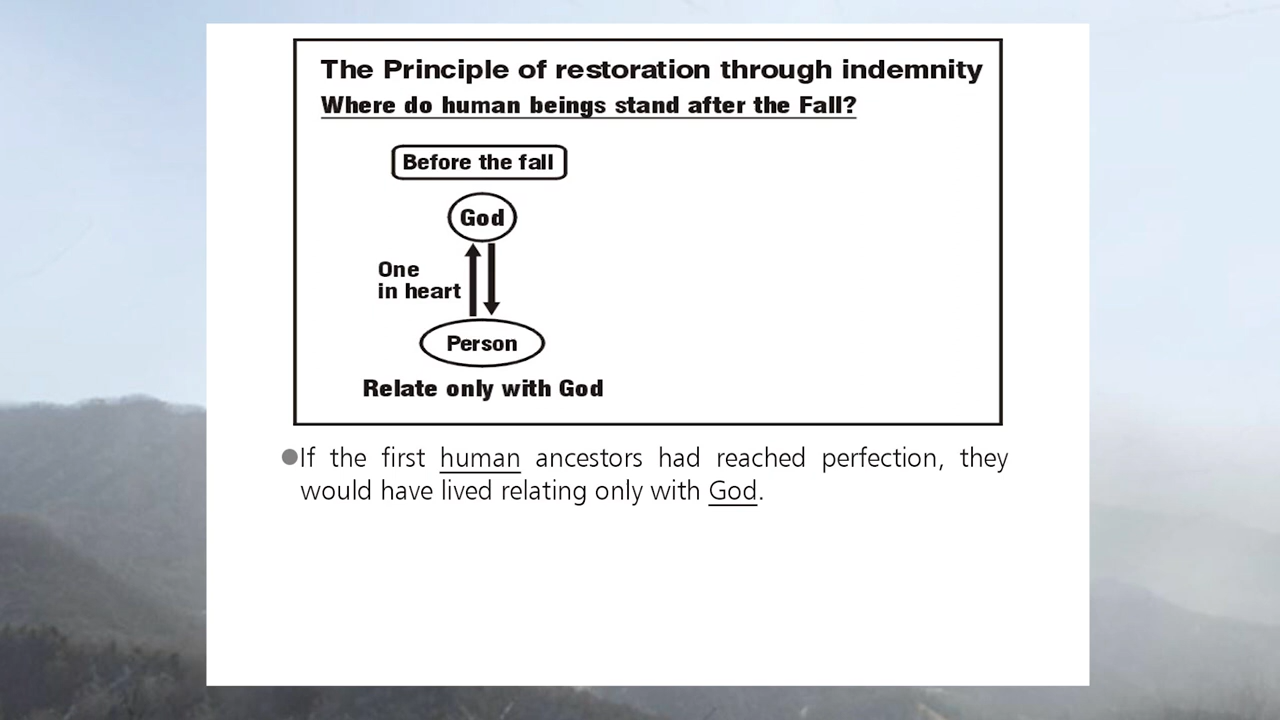 The Principle of restoration through indemnity
Where do human beings stand after the Fall?
Before the fall
God
One
in heart
Person
Relate only with God
●If the first human ancestors had reached perfection, they
would have lived relating only with God.